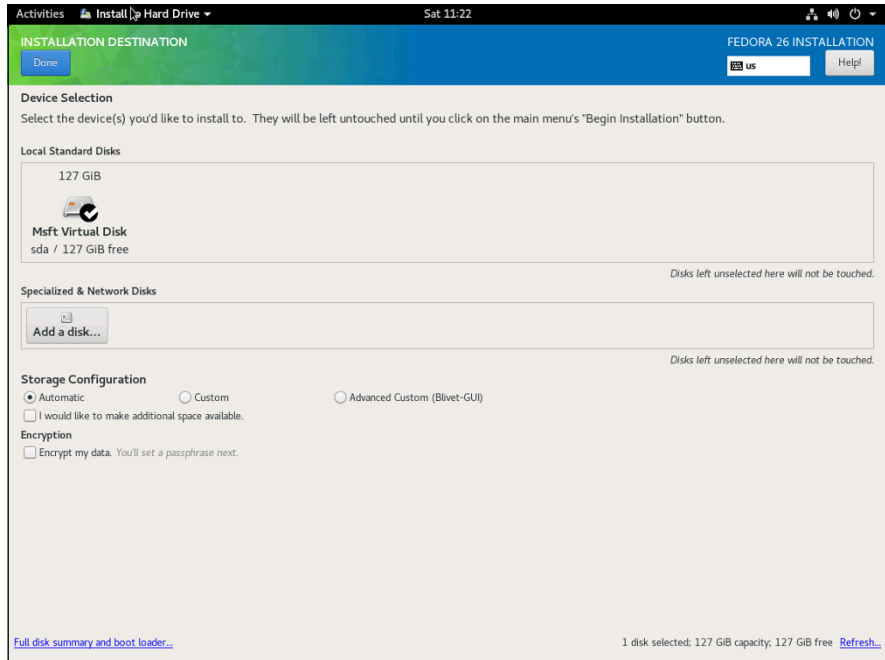 Activities Install to Hard Drive Sat 11:22
INSTALLATION DESTINATION FEDORA 26 INSTALLATION
Done us Help!
Device Selection
Select the device(s) you'd like to install to. They will be left untouched until you click on the main menu's "Begin Installation" button.
Local Standard Disks
127 GiB
Msft Virtual Disk
sda / 127 GiB free
Disks left unselected here will not be touched.
Specialized & Network Disks
Add a disk...
Disks left unselected here will not be touched.
Storage Configuration
Automatic Custom Advanced Custom (Blivet-GUI)
I would like to make additional space available.
Encryption
Encrypt my data. You'll set a passphrase next.
Full disk summary and boot loader... 1 disk selected; 127 GiB capacity; 127 GiB free Refresh...